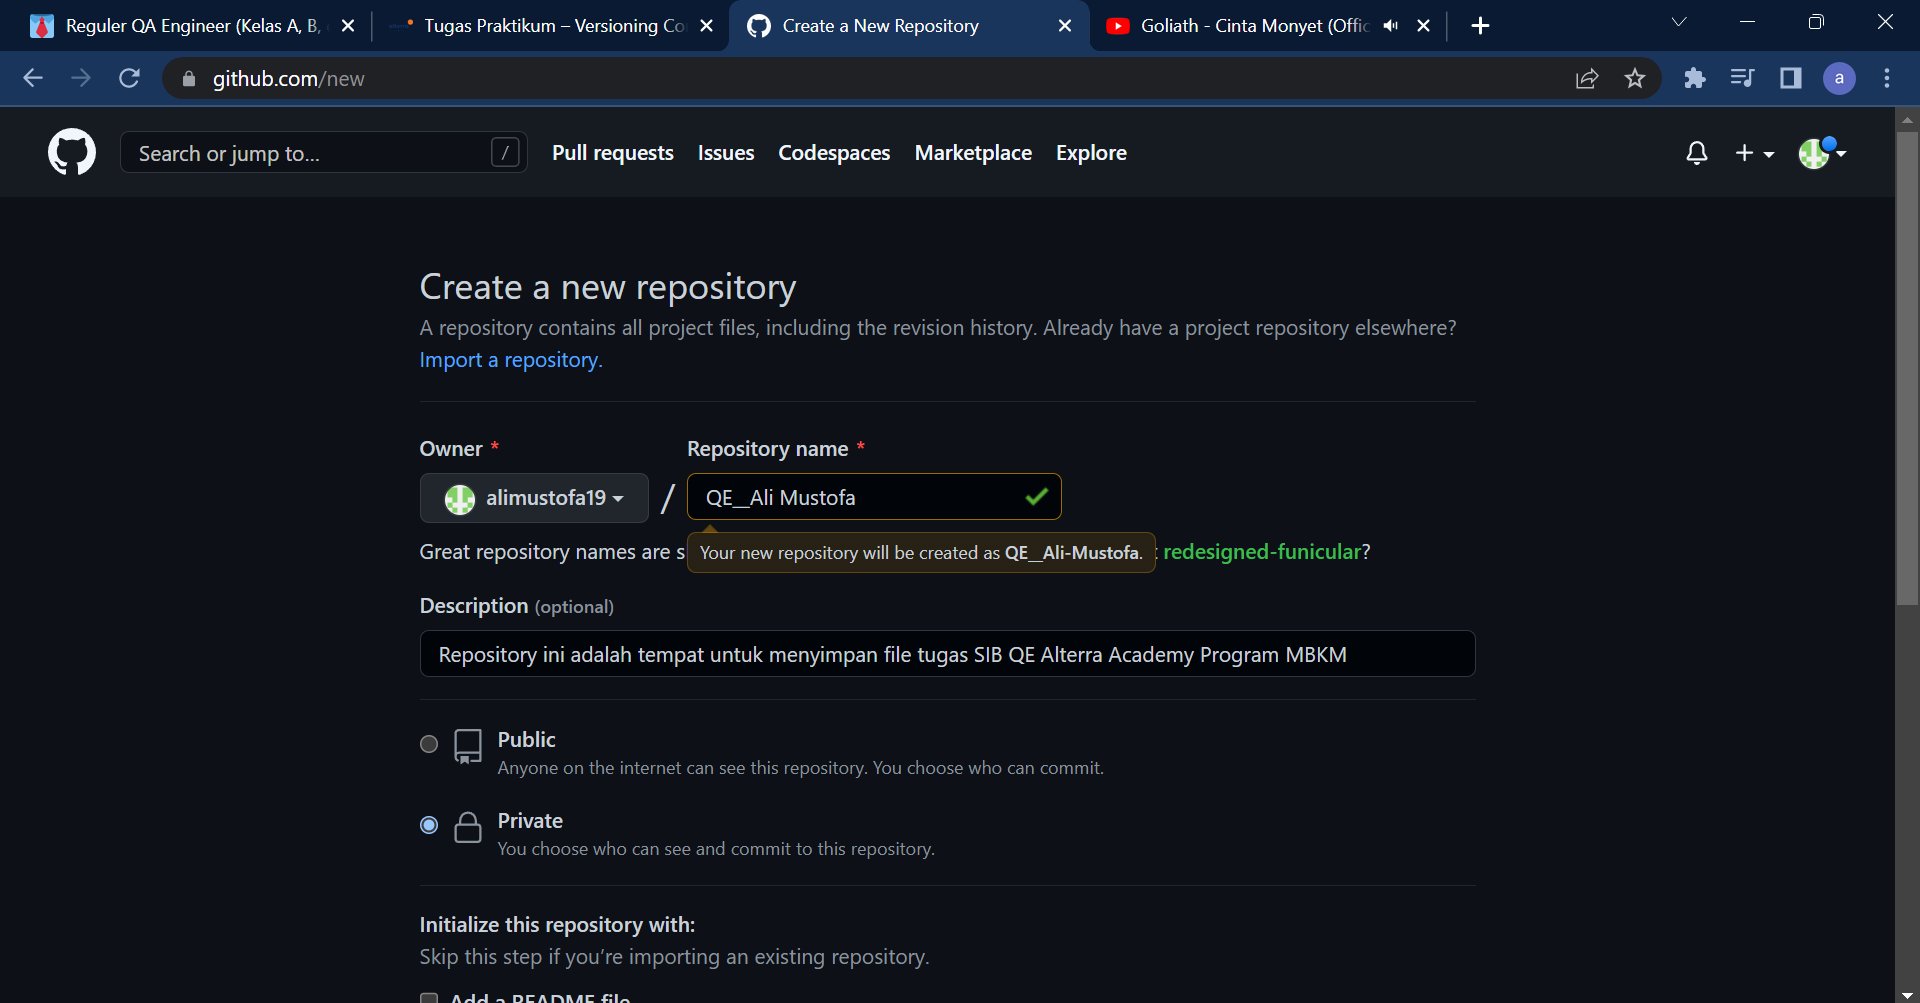 Reguler QA Engineer (Kelas A, B,
Tugas Praktikum – Versioning Co
Create a New Repository
Goliath - Cinta Monyet (Offic
github.com/new
a
Search or jump to...
/
Pull requests
Issues
Codespaces
Marketplace
Explore
Create a new repository
A repository contains all project files, including the revision history. Already have a project repository elsewhere?
Import a repository.
Owner *
Repository name *
alimustofa19
/
QE__Ali Mustofa
Great repository names are s
Your new repository will be created as QE__Ali-Mustofa.
redesigned-funicular?
Description (optional)
Repository ini adalah tempat untuk menyimpan file tugas SIB QE Alterra Academy Program MBKM
Public
Anyone on the internet can see this repository. You choose who can commit.
Private
You choose who can see and commit to this repository.
Initialize this repository with:
Skip this step if you're importing an existing repository.
Add a README file